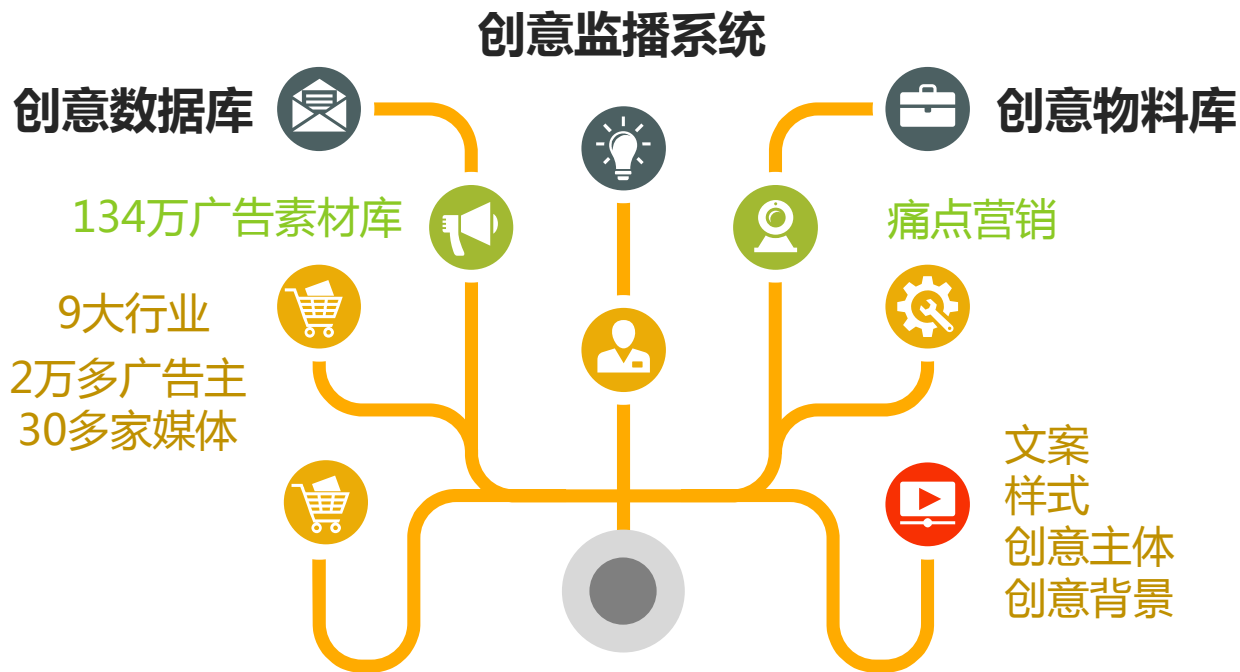 创意监播系统
创意数据库
创意物料库
134万广告素材库
痛点营销
9大行业
2万多广告主
30多家媒体
文案
样式
创意主体
创意背景